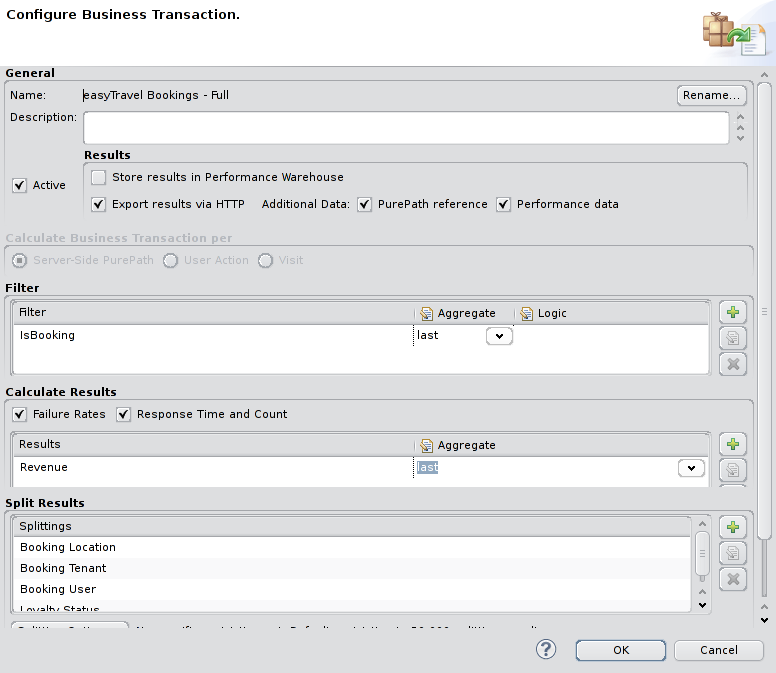 Configure Business Transaction.
General
Name: easyTravel Bookings - Full Rename...
Description:
Results
Store results in Performance Warehouse
Active
Export results via HTTP Additional Data: PurePath reference Performance data
Calculate Business Transaction per
Server-Side PurePath User Action Visit
Filter
Filter Aggregate Logic
IsBooking last
Calculate Results
Failure Rates Response Time and Count
Results Aggregate
Revenue last
Split Results
Splittings
Booking Location
Booking Tenant
Booking User
Loyalty Status
? OK Cancel